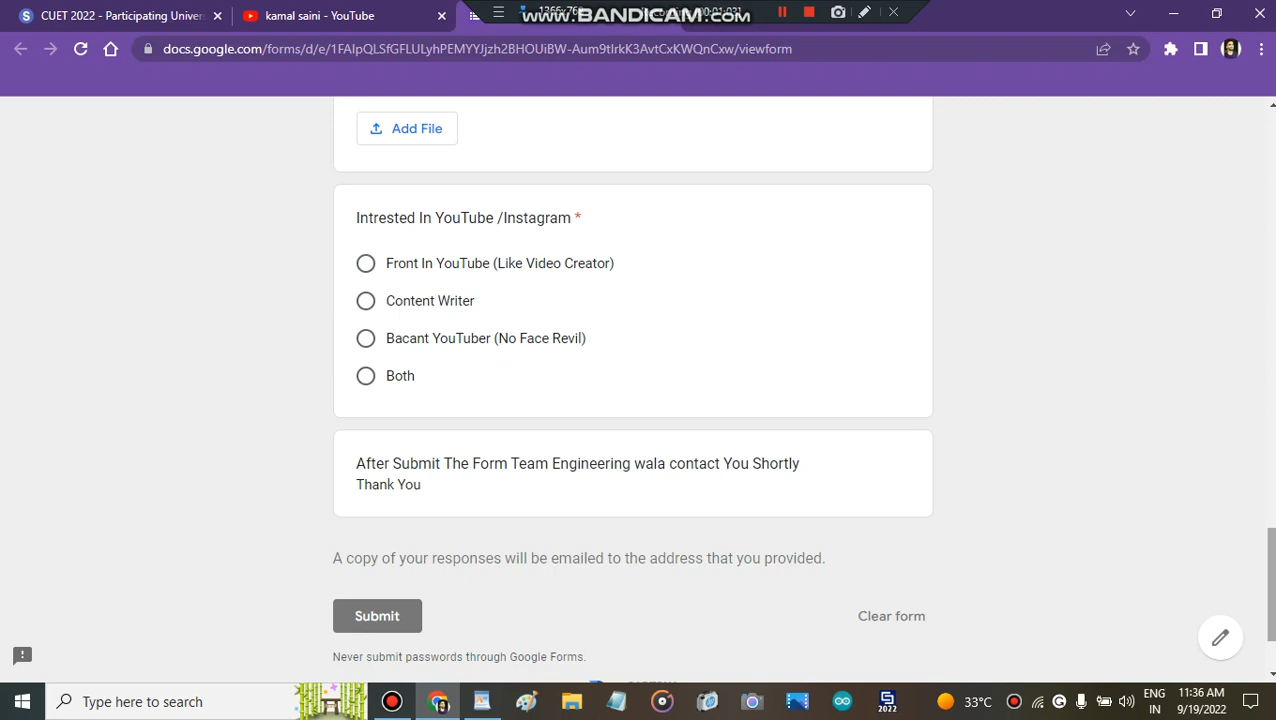 CUET 2022 - Participating Univer
kamal saini - YouTube
www.BANDICAM.com
docs.google.com/forms/d/e/1FAIpQLSfGFLULyhPEMYYJjzh2BHOUiBW-Aum9tIrkK3AvtCxKWQnCxw/viewform
Add File
Intrested In YouTube /Instagram *
Front In YouTube (Like Video Creator)
Content Writer
Bacant YouTuber (No Face Revil)
Both
After Submit The Form Team Engineering wala contact You Shortly
Thank You
A copy of your responses will be emailed to the address that you provided.
Submit
Clear form
Never submit passwords through Google Forms.
Type here to search
33°C
ENG
IN
11:36 AM
9/19/2022
2022